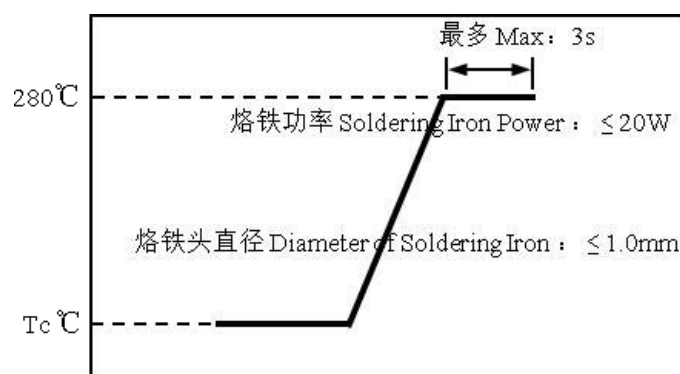 最多 Max：3s
280℃
烙铁功率 Soldering Iron Power：≤20W
烙铁头直径 Diameter of Soldering Iron：≤1.0mm
Tc ℃